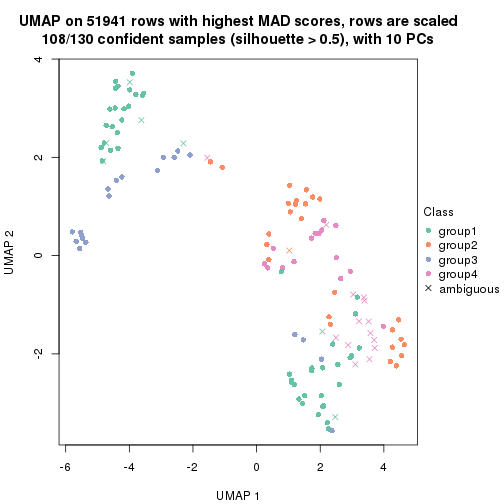 UMAP on 51941 rows with highest MAD scores, rows are scaled
108/130 confident samples (silhouette > 0.5), with 10 PCs
4
2
0
-2
UMAP 2
-6
-4
-2
0
2
4
UMAP 1
Class
group1
group2
group3
group4
ambiguous